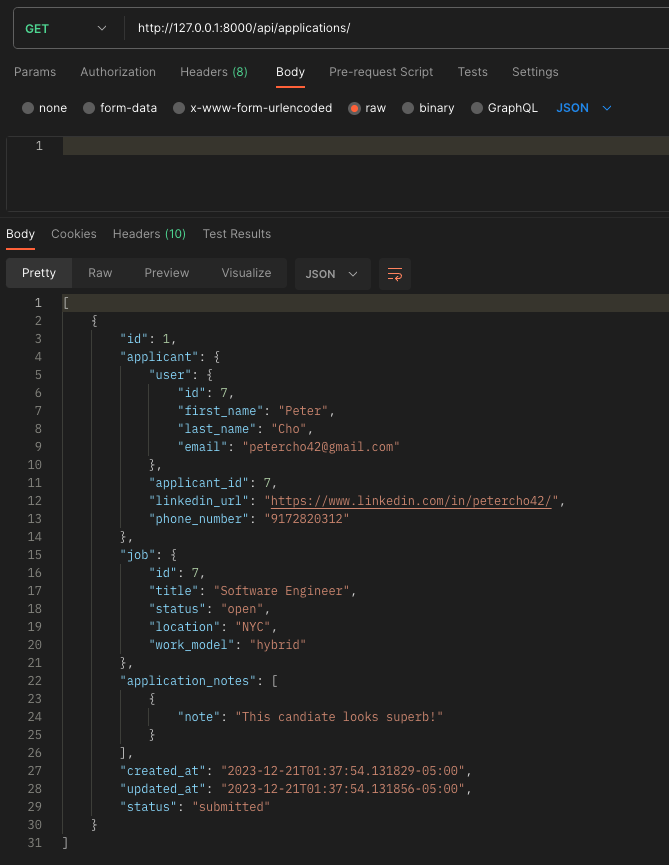 GET http://127.0.0.1:8000/api/applications/
Params Authorization Headers (8) Body Pre-request Script Tests Settings
none form-data x-www-form-urlencoded raw binary GraphQL JSON
1
Body Cookies Headers (10) Test Results
Pretty Raw Preview Visualize JSON
1 [
2 {
3 "id": 1,
4 "applicant": {
5 "user": {
6 "id": 7,
7 "first_name": "Peter",
8 "last_name": "Cho",
9 "email": "petercho42@gmail.com"
10 },
11 "applicant_id": 7,
12 "linkedin_url": "https://www.linkedin.com/in/petercho42/",
13 "phone_number": "9172820312"
14 },
15 "job": {
16 "id": 7,
17 "title": "Software Engineer",
18 "status": "open",
19 "location": "NYC",
20 "work_model": "hybrid"
21 },
22 "application_notes": [
23 {
24 "note": "This candiate looks superb!"
25 }
26 ],
27 "created_at": "2023-12-21T01:37:54.131829-05:00",
28 "updated_at": "2023-12-21T01:37:54.131856-05:00",
29 "status": "submitted"
30 }
31 ]